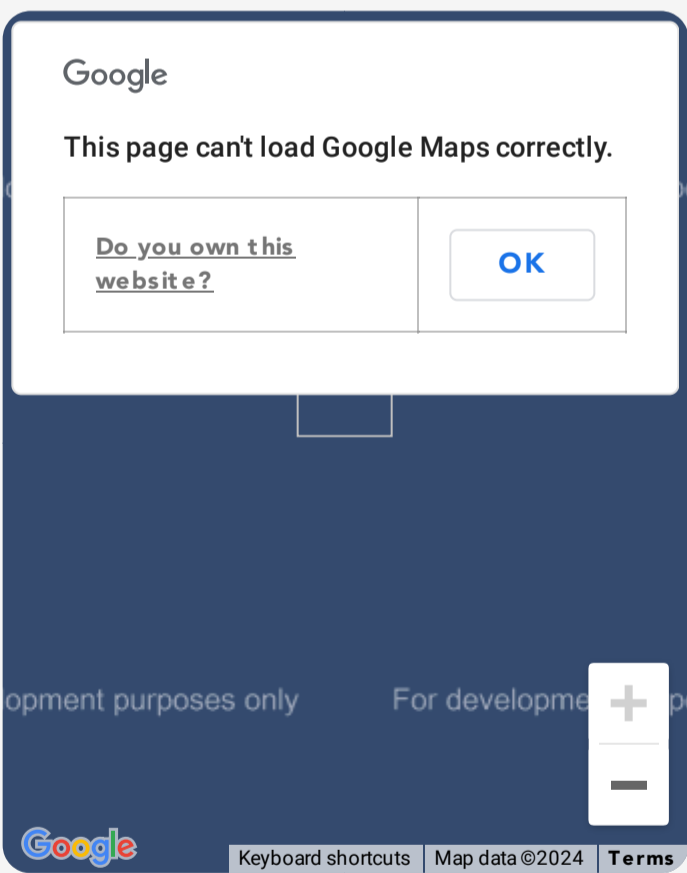 Google
This page can't load Google Maps correctly.
Do you own this
website?
OK
opment purposes only
For developme
Google
Keyboard shortcuts
Map data ©2024
Terms